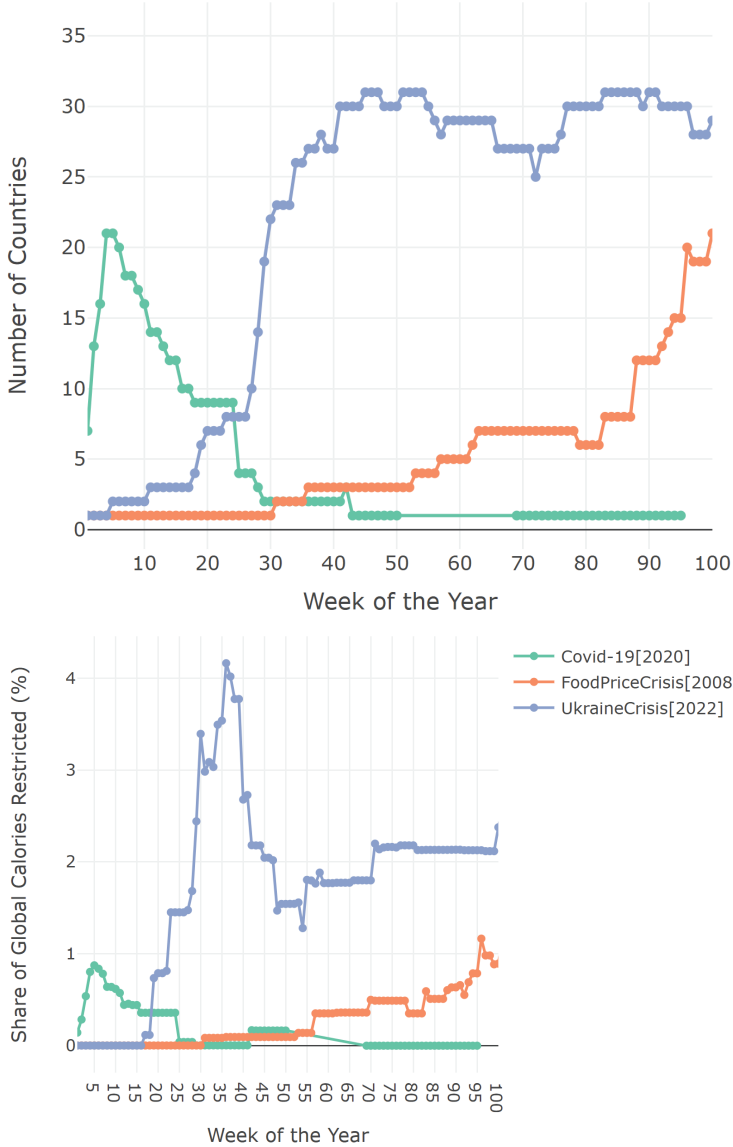 Number of Countries
35
30
25
20
15
10
5
0
10 20 30 40 50 60 70 80 90 100
Week of the Year
Share of Global Calories Restricted (%)
4
3
2
1
0
5 10 15 20 25 30 35 40 45 50 55 60 65 70 75 80 85 90 95 100
Week of the Year
Covid-19[2020]
FoodPriceCrisis[2008
UkraineCrisis[2022]